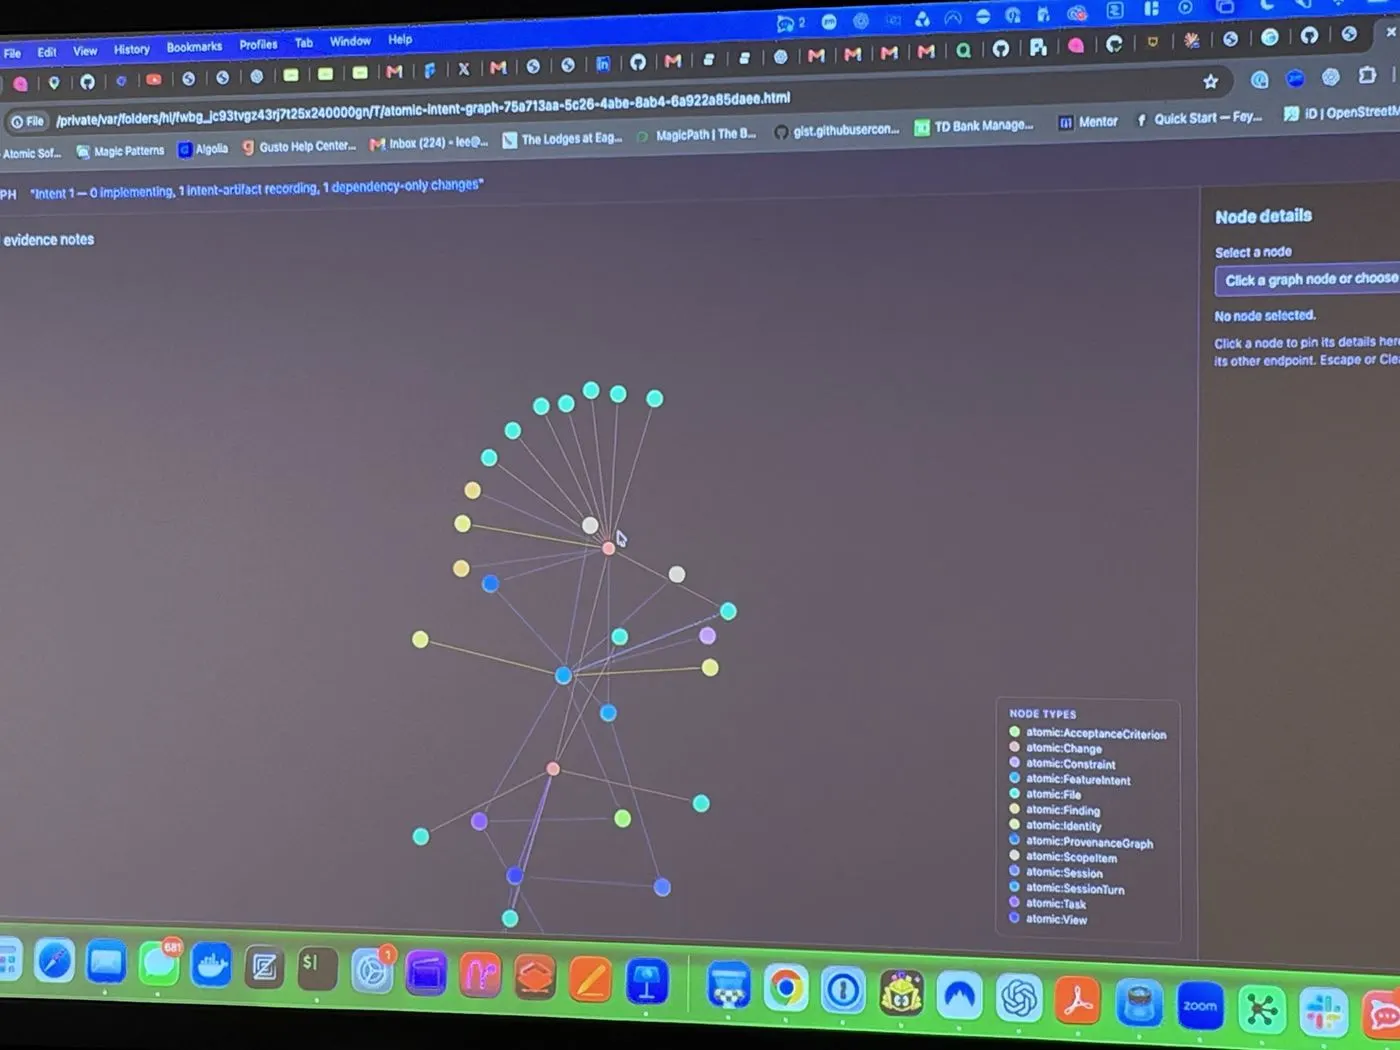 File Edit View History Bookmarks Profiles Tab Window Help
2
File /private/var/folders/hl/fwbg_jc93tvgz43rj7t25x240000gn/T/atomic-intent-graph-75a713aa-5c26-4abe-8ab4-6a922a85daee.html
Atomic Sof... Magic Patterns Algolia Gusto Help Center... Inbox (224) - lee@... The Lodges at Eag... MagicPath | The B... gist.githubusercon... TD Bank Manage... Mentor Quick Start — Fey... iD | OpenStreetM
PH "Intent 1 — 0 implementing, 1 intent-artifact recording, 1 dependency-only changes"
evidence notes
Node details
Select a node
Click a graph node or choose
No node selected.
Click a node to pin its details here
its other endpoint. Escape or Clea
NODE TYPES
atomic:AcceptanceCriterion
atomic:Change
atomic:Constraint
atomic:FeatureIntent
atomic:File
atomic:Finding
atomic:Identity
atomic:ProvenanceGraph
atomic:ScopeItem
atomic:Session
atomic:SessionTurn
atomic:Task
atomic:View
681
$
1
zoom